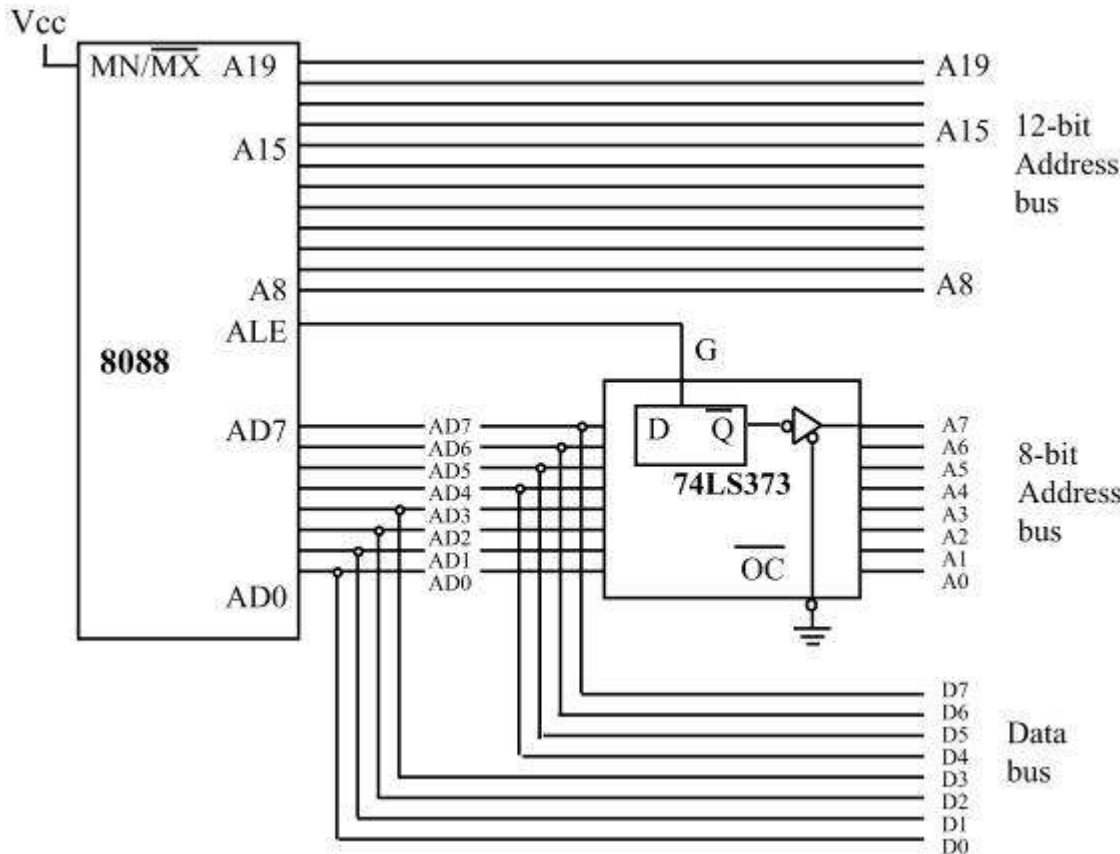 Vcc
MN/MX A19
A19
A15
A15
12-bit
Address
bus
A8
A8
ALE
8088
G
AD7
AD7
AD6
AD5
AD4
AD3
AD2
AD1
AD0
AD0
D Q
74LS373
OC
A7
A6
A5
A4
A3
A2
A1
A0
8-bit
Address
bus
D7
D6
D5
D4
D3
D2
D1
D0
Data
bus